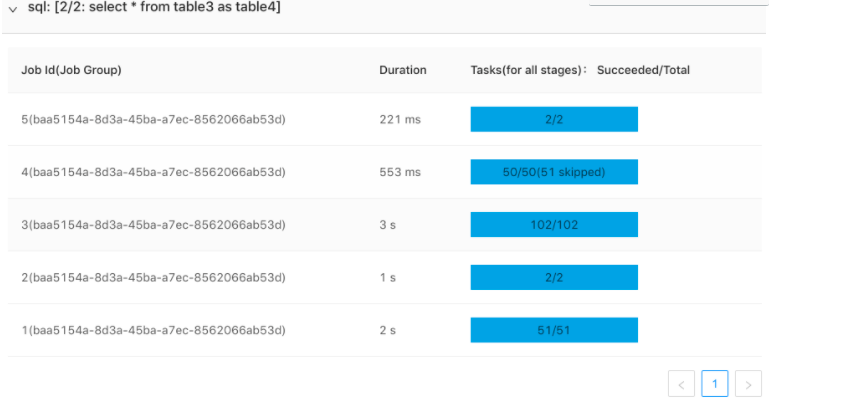 sql: [2/2: select * from table3 as table4]
Job Id(Job Group) Duration Tasks(for all stages)： Succeeded/Total
5(baa5154a-8d3a-45ba-a7ec-8562066ab53d) 221 ms 2/2
4(baa5154a-8d3a-45ba-a7ec-8562066ab53d) 553 ms 50/50(51 skipped)
3(baa5154a-8d3a-45ba-a7ec-8562066ab53d) 3 s 102/102
2(baa5154a-8d3a-45ba-a7ec-8562066ab53d) 1 s 2/2
1(baa5154a-8d3a-45ba-a7ec-8562066ab53d) 2 s 51/51
< 1 >